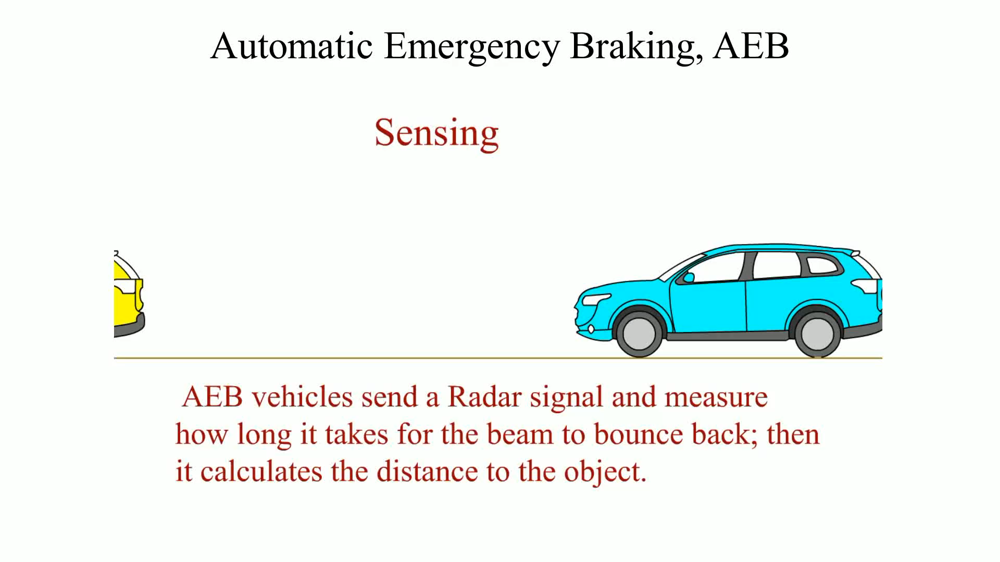 Automatic Emergency Braking, AEB
Sensing
AEB vehicles send a Radar signal and measure
how long it takes for the beam to bounce back; then
it calculates the distance to the object.